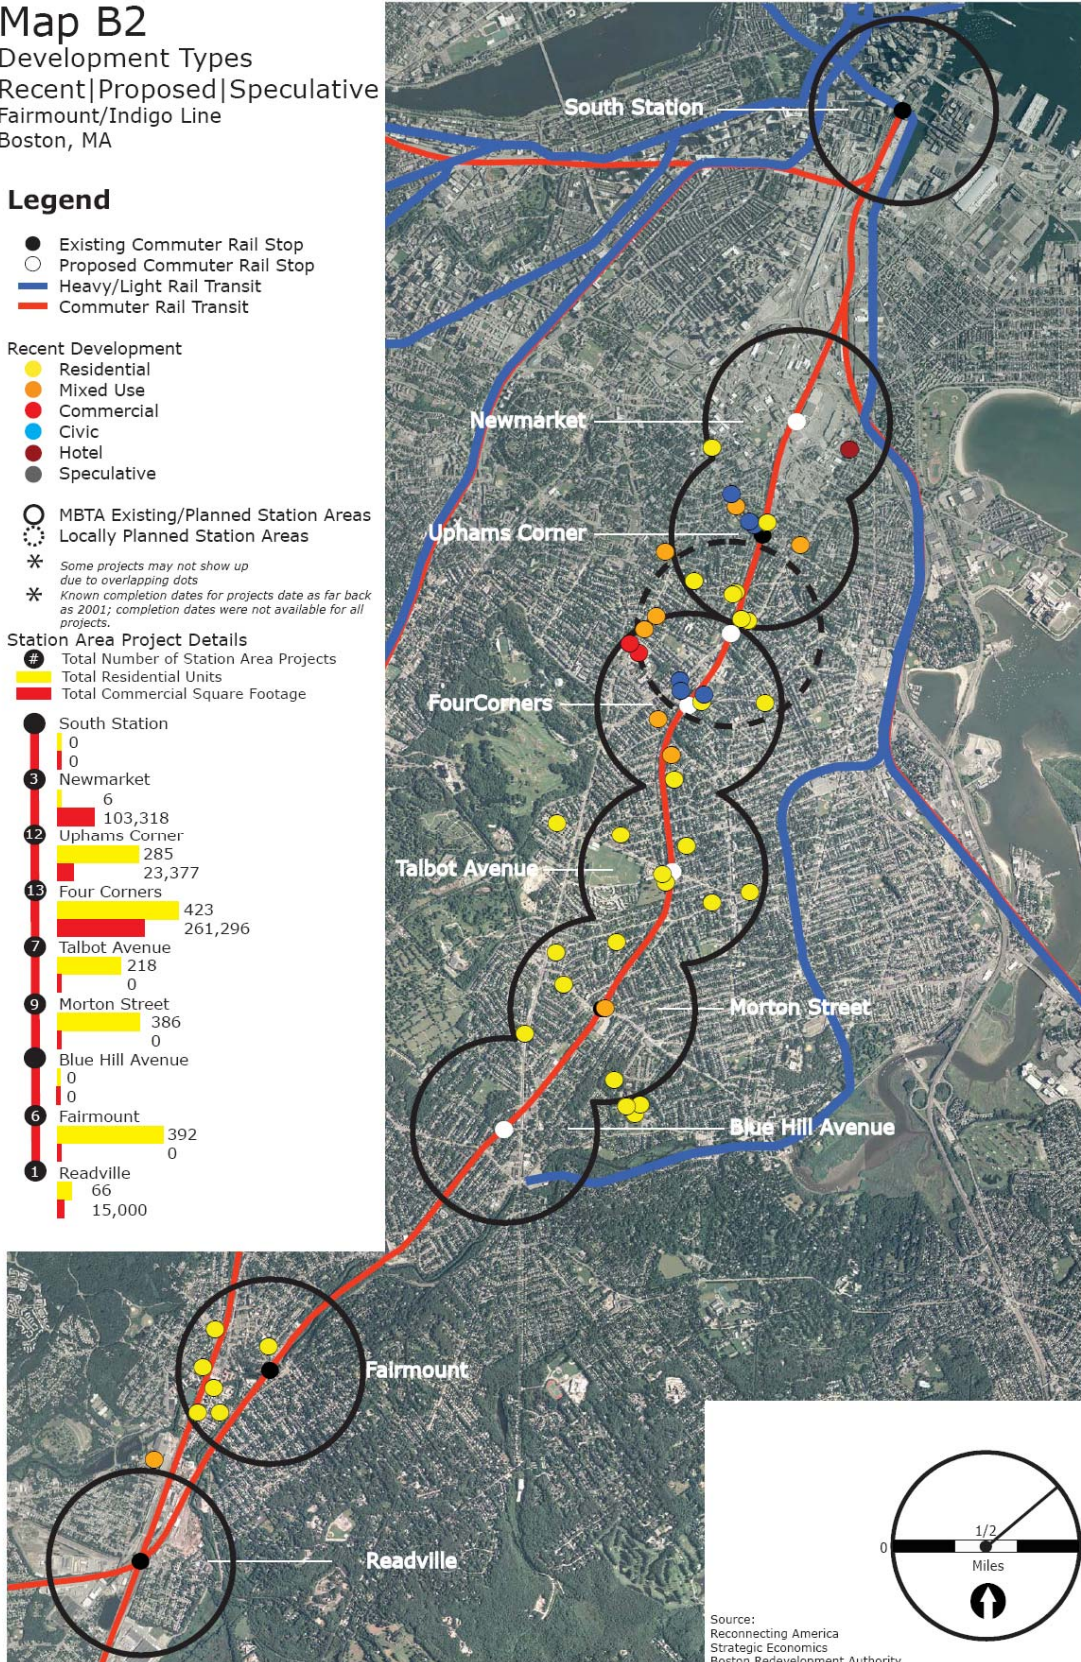 Map B2
Development Types
Recent|Proposed|Speculative
Fairmount/Indigo Line
Boston, MA
Legend
Existing Commuter Rail Stop
Proposed Commuter Rail Stop
Heavy/Light Rail Transit
Commuter Rail Transit
Recent Development
Residential
Mixed Use
Commercial
Civic
Hotel
Speculative
MBTA Existing/Planned Station Areas
Locally Planned Station Areas
* Some projects may not show up
due to overlapping dots
* Known completion dates for projects date as far back
as 2001; completion dates were not available for all
projects.
Station Area Project Details
# Total Number of Station Area Projects
Total Residential Units
Total Commercial Square Footage
South Station
0
0
3 Newmarket
6
103,318
12 Uphams Corner
285
23,377
13 Four Corners
423
261,296
7 Talbot Avenue
218
0
9 Morton Street
386
0
Blue Hill Avenue
0
0
6 Fairmount
392
0
1 Readville
66
15,000
South Station
Newmarket
Uphams Corner
FourCorners
Talbot Avenue
Morton Street
Blue Hill Avenue
Fairmount
Readville
0
1/2
Miles
Source:
Reconnecting America
Strategic Economics
Boston Redevelopment Authority